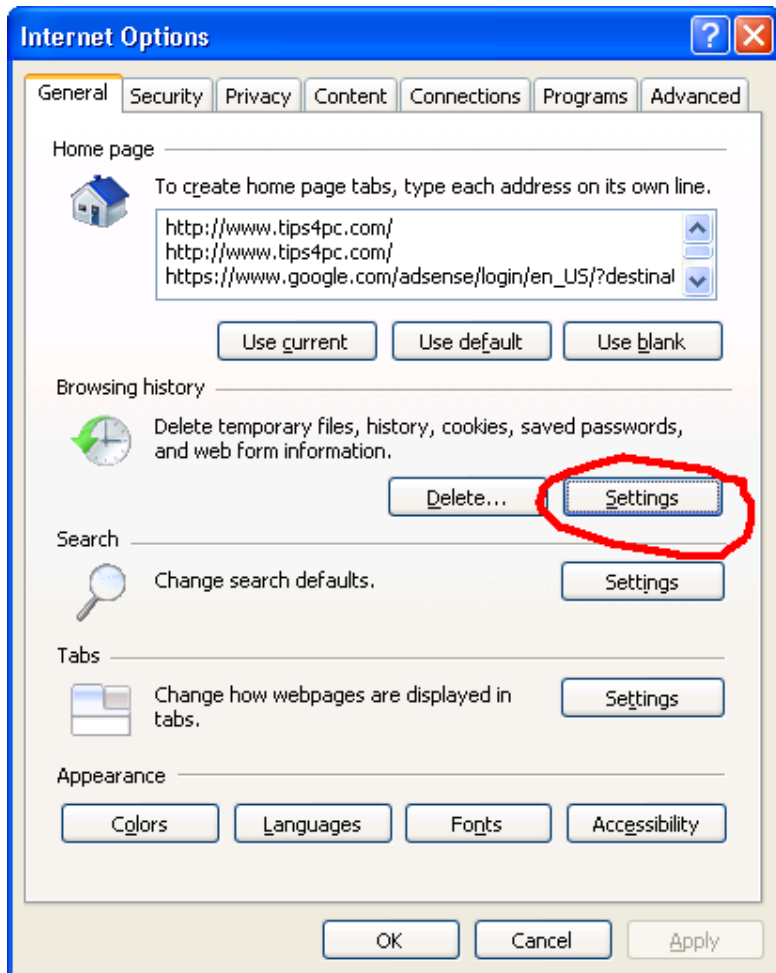 Internet Options
General Security Privacy Content Connections Programs Advanced
Home page
To create home page tabs, type each address on its own line.
http://www.tips4pc.com/
http://www.tips4pc.com/
https://www.google.com/adsense/login/en_US/?destinal
Use current Use default Use blank
Browsing history
Delete temporary files, history, cookies, saved passwords,
and web form information.
Delete... Settings
Search
Change search defaults. Settings
Tabs
Change how webpages are displayed in
tabs. Settings
Appearance
Colors Languages Fonts Accessibility
OK Cancel Apply